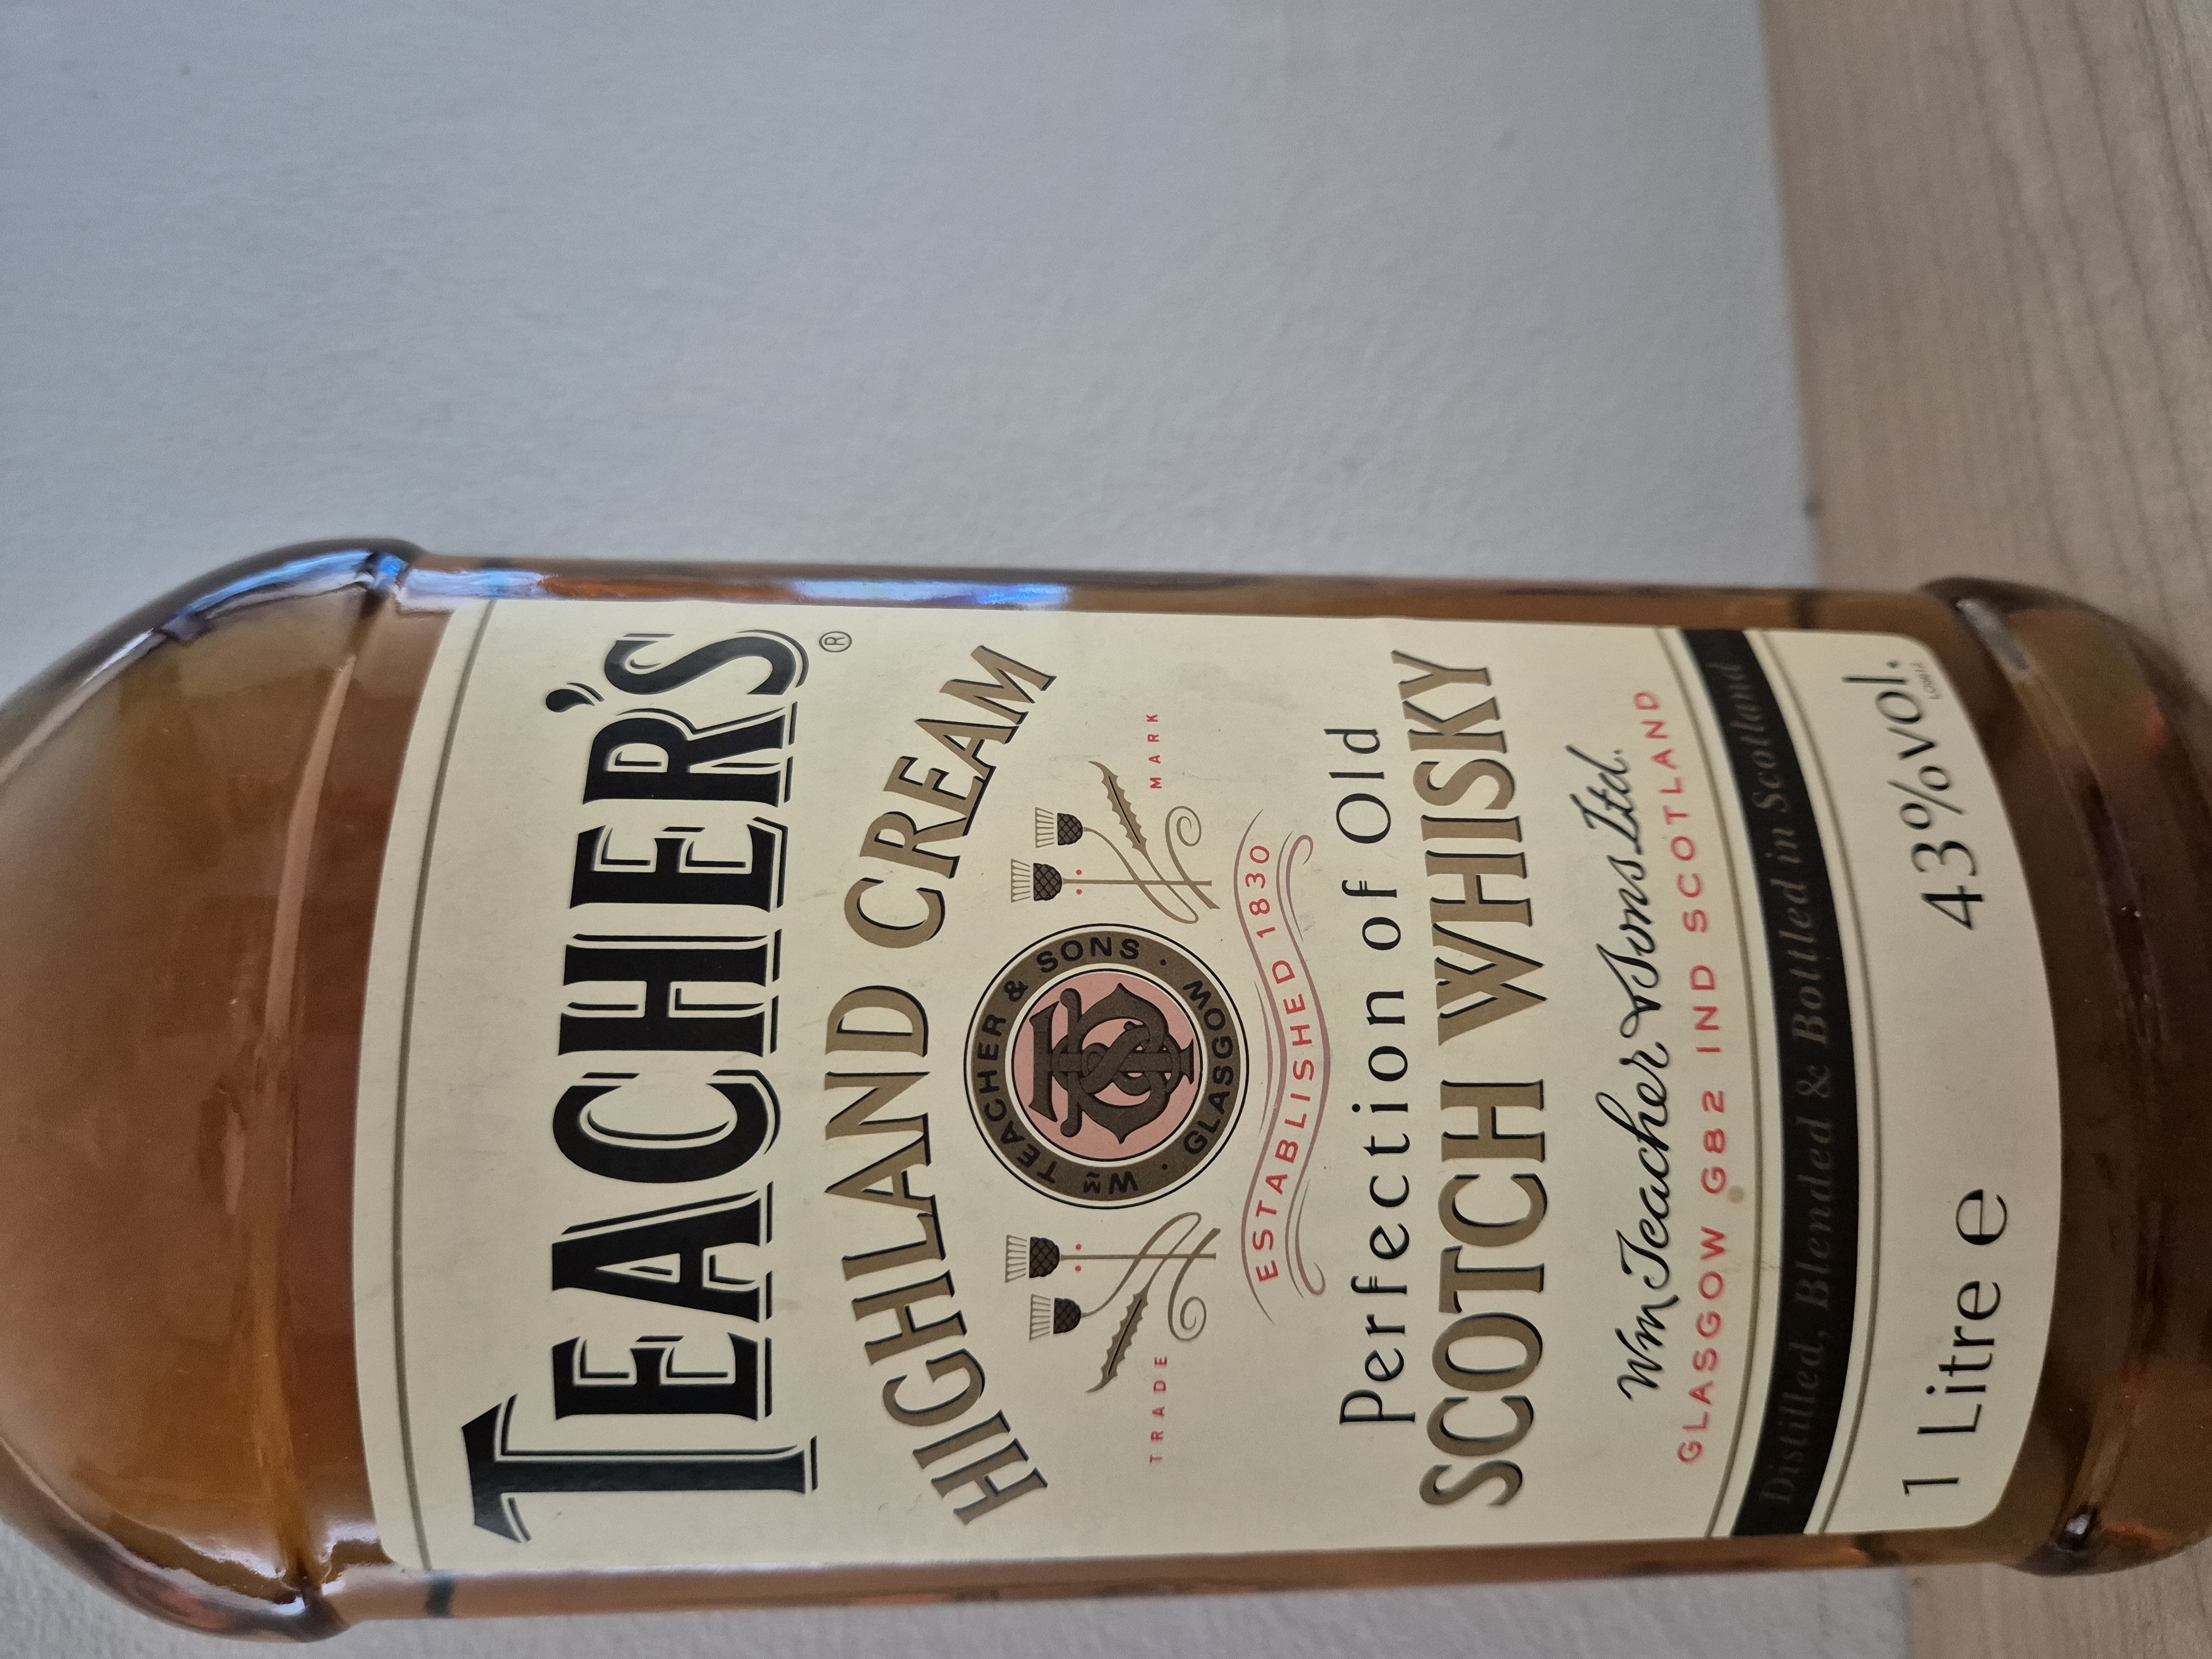 TEACHER'S®
HIGHLAND CREAM
WM TEACHER & SONS · GLASGOW ·
TRADE MARK
ESTABLISHED 1830
Perfection of Old
SCOTCH WHISKY
Wm Teacher & Sons Ltd.
GLASGOW G82 IND SCOTLAND
Distilled, Blended & Bottled in Scotland
1 Litre e 43%vol.